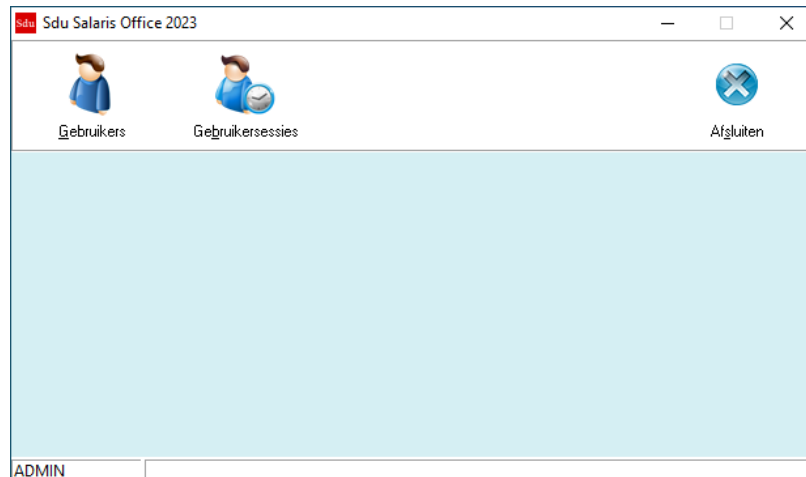 Sdu Sdu Salaris Office 2023
Gebruikers Gebruikersessies Afsluiten
ADMIN